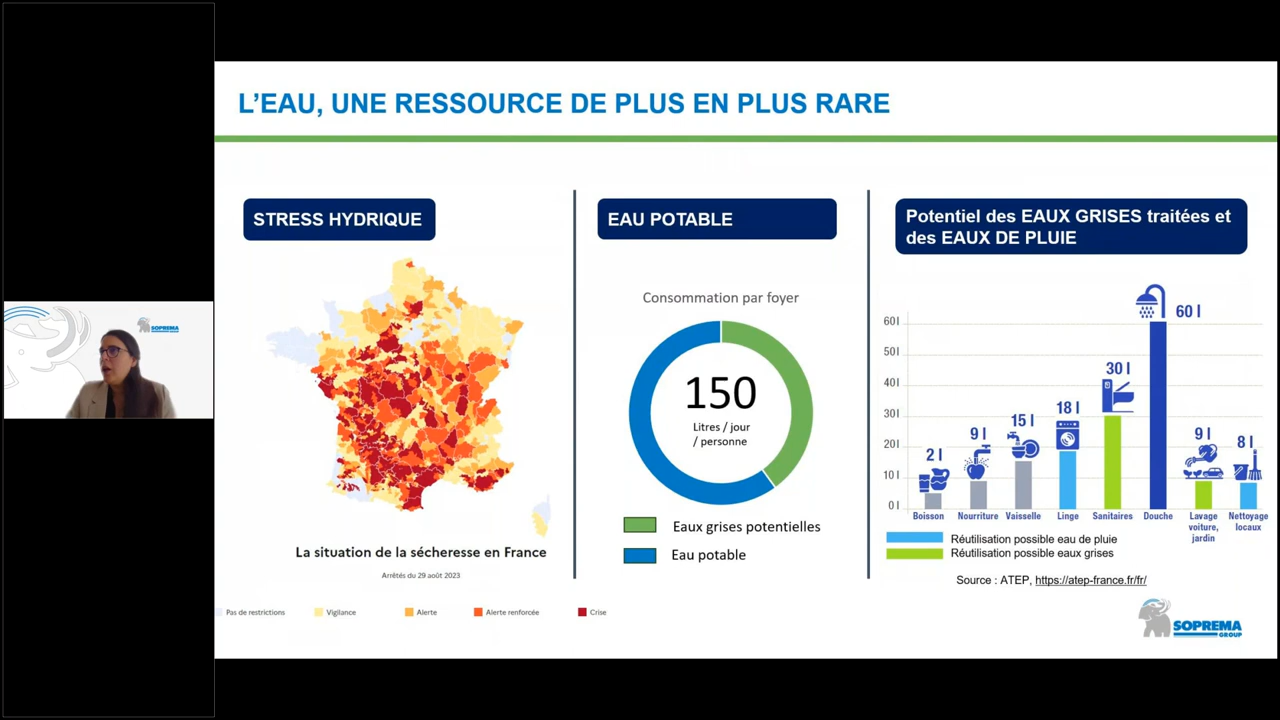 L'EAU, UNE RESSOURCE DE PLUS EN PLUS RARE
SOPREMA
STRESS HYDRIQUE
La situation de la sécheresse en France
Arrêtés du 29 août 2023
Pas de restrictions
Vigilance
Alerte
Alerte renforcée
Crise
EAU POTABLE
Consommation par foyer
150
Litres / jour
/ personne
Eaux grises potentielles
Eau potable
Potentiel des EAUX GRISES traitées et
des EAUX DE PLUIE
60 l
50 l
40 l
30 l
20 l
10 l
0 l
2 l
9 l
15 l
18 l
30 l
60 l
9 l
8 l
Boisson
Nourriture
Vaisselle
Linge
Sanitaires
Douche
Lavage
voiture,
jardin
Nettoyage
locaux
Réutilisation possible eau de pluie
Réutilisation possible eaux grises
Source : ATEP, https://atep-france.fr/fr/
SOPREMA
GROUP